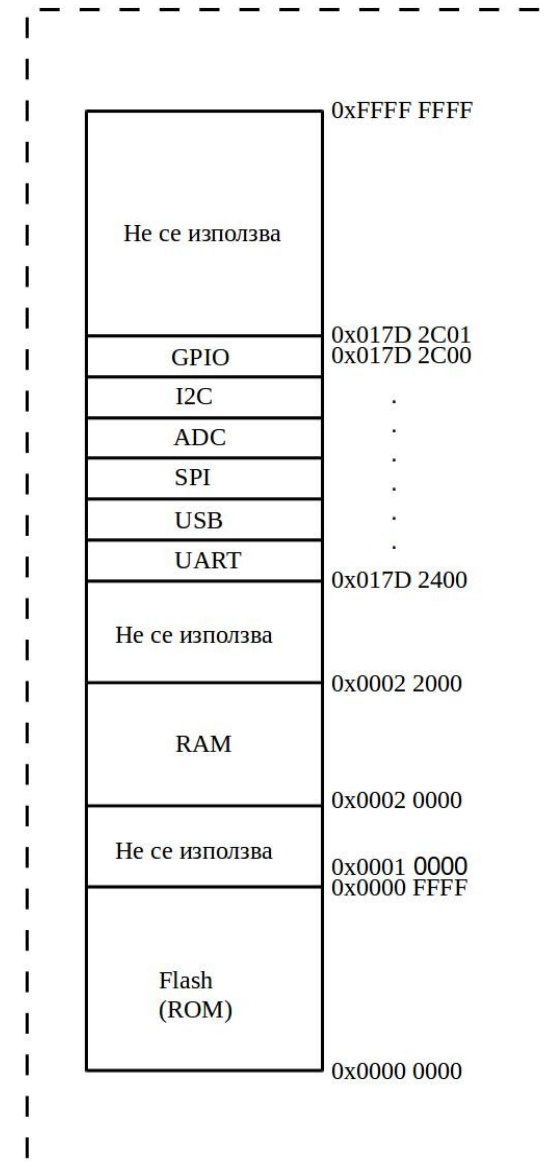 0xFFFF FFFF
Не се използва
0x017D 2C01
0x017D 2C00
GPIO
I2C
.
ADC
.
.
SPI
.
USB
.
UART
.
0x017D 2400
Не се използва
0x0002 2000
RAM
0x0002 0000
Не се използва
0x0001 0000
0x0000 FFFF
Flash
(ROM)
0x0000 0000